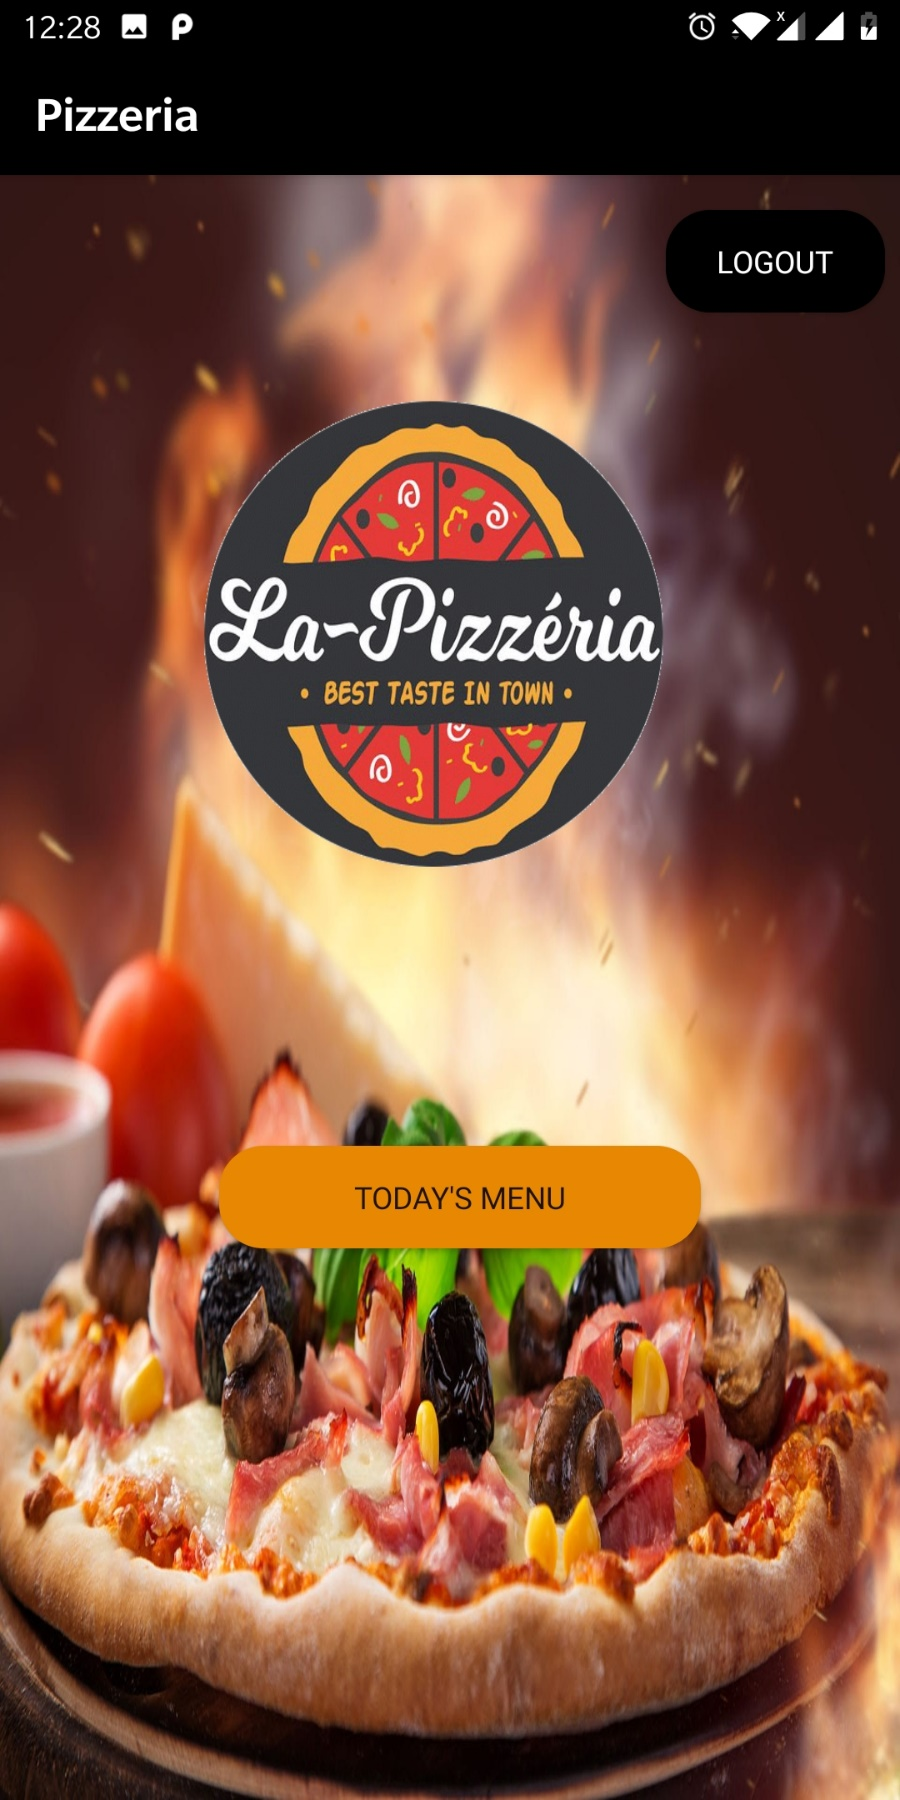 12:28
x
Pizzeria
LOGOUT
La-Pizzéria
• BEST TASTE IN TOWN •
TODAY'S MENU